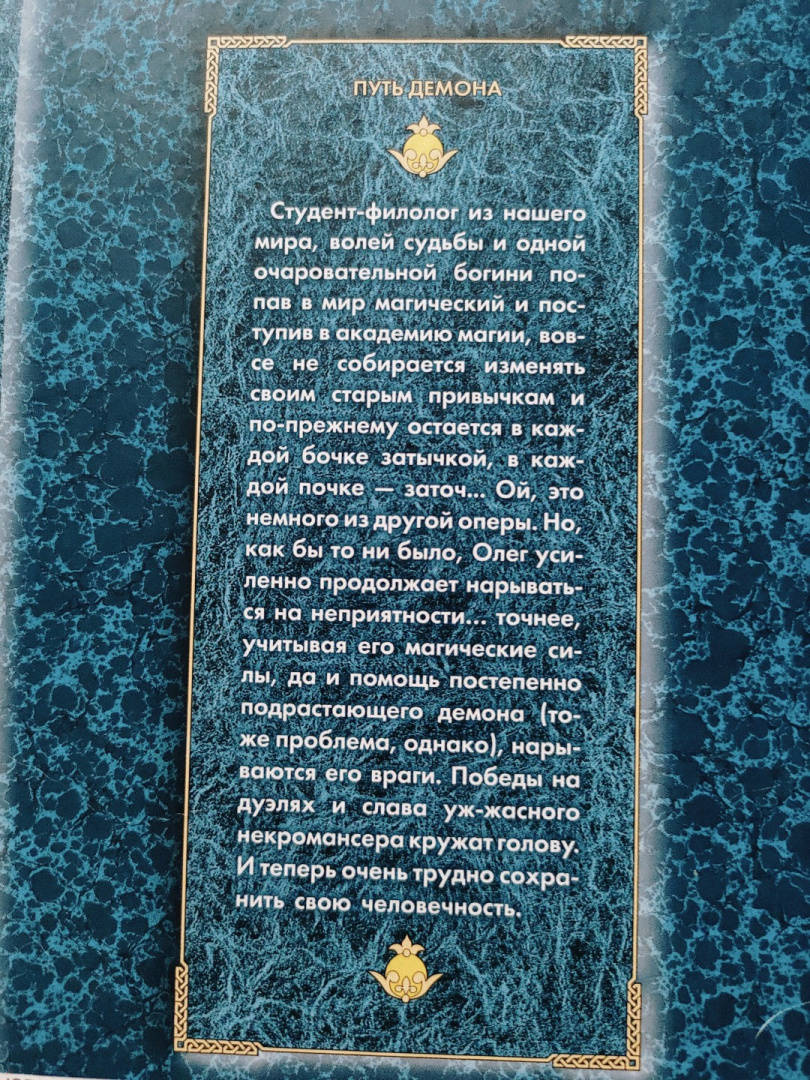 ПУТЬ ДЕМОНА
Студент-филолог из нашего
мира, волей судьбы и одной
очаровательной богини по-
пав в мир магический и пос-
тупив в академию магии, вов-
се не собирается изменять
своим старым привычкам и
по-прежнему остается в каж-
дой бочке затычкой, в каж-
дой почке — заточ... Ой, это
немного из другой оперы. Но,
как бы то ни было, Олег уси-
ленно продолжает нарывать-
ся на неприятности... точнее,
учитывая его магические си-
лы, да и помощь постепенно
подрастающего демона (то-
же проблема, однако), нары-
ваются его враги. Победы на
дуэлях и слава уж-жасного
некромансера кружат голову.
И теперь очень трудно сохра-
нить свою человечность.